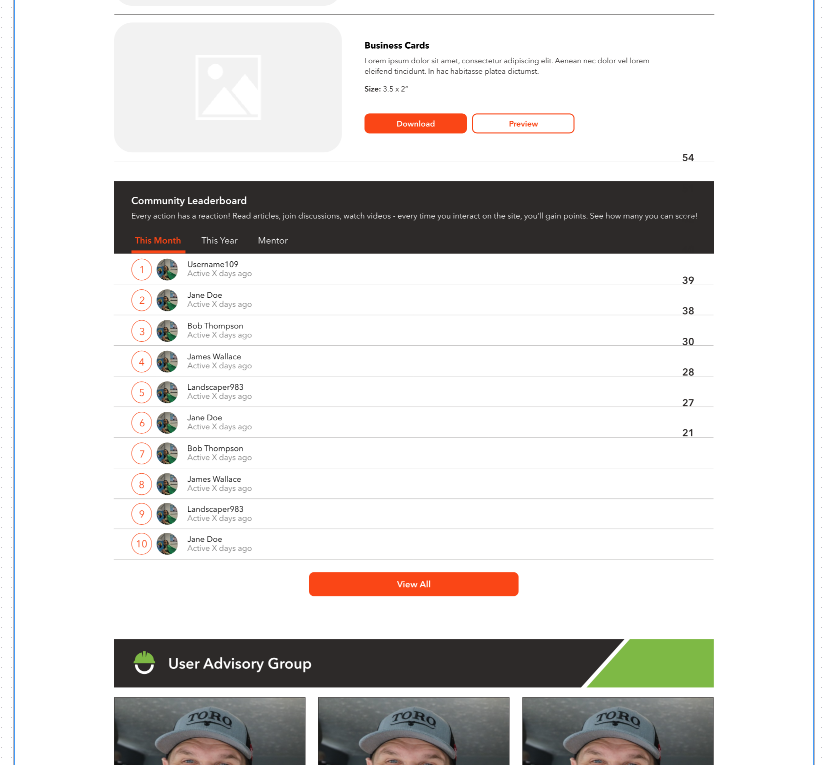 Business Cards
Lorem ipsum dolor sit amet, consectetur adipiscing elit. Aenean nec dolor vel lorem
eleifend tincidunt. In hac habitasse platea dictumst.
Size: 3.5 x 2"
Download
Preview
54
Community Leaderboard
Every action has a reaction! Read articles, join discussions, watch videos - every time you interact on the site, you'll gain points. See how many you can score!
This Month
This Year
Mentor
1
Username109
Active X days ago
39
2
Jane Doe
Active X days ago
38
3
Bob Thompson
Active X days ago
30
4
James Wallace
Active X days ago
28
5
Landscaper983
Active X days ago
27
6
Jane Doe
Active X days ago
21
7
Bob Thompson
Active X days ago
8
James Wallace
Active X days ago
9
Landscaper983
Active X days ago
10
Jane Doe
Active X days ago
View All
User Advisory Group
TORO
TORO
TORO